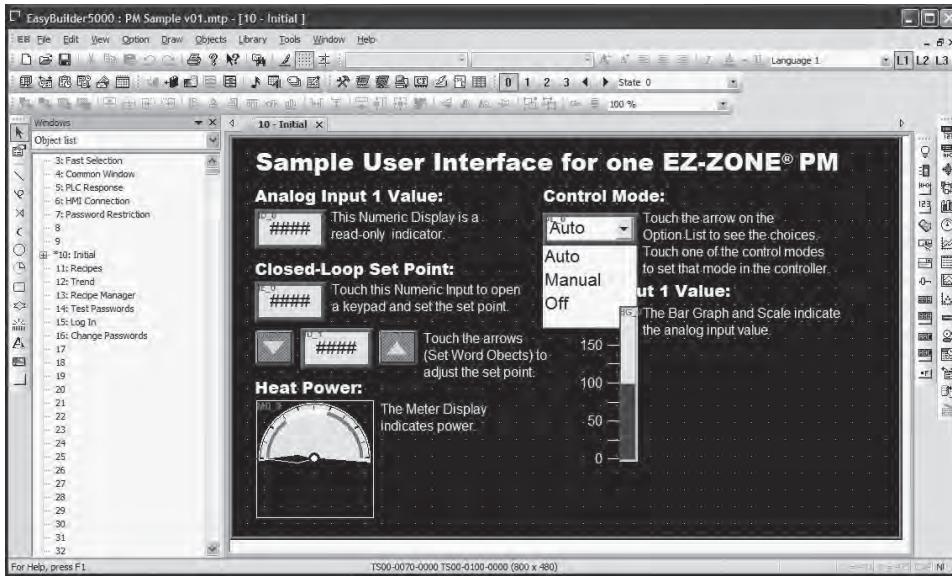 EasyBuilder5000 : PM Sample v01.mtp - [10 - Initial ]
EB File Edit View Option Draw Objects Library Tools Window Help
Language 1
L1 L2 L3
0 1 2 3
State 0
100 %
Windows
10 - Initial
Object list
3: Fast Selection
4: Common Window
5: PLC Response
6: HMI Connection
7: Password Restriction
8
9
*10: Initial
11: Recipes
12: Trend
13: Recipe Manager
14: Test Passwords
15: Log In
16: Change Passwords
17
18
19
20
21
22
23
24
25
26
27
28
29
30
31
32
Sample User Interface for one EZ-ZONE® PM
Analog Input 1 Value:
####
This Numeric Display is a
read-only indicator.
Closed-Loop Set Point:
####
Touch this Numeric Input to open
a keypad and set the set point.
####
Touch the arrows
(Set Word Obects) to
adjust the set point.
Heat Power:
The Meter Display
indicates power.
Control Mode:
Auto
Auto
Manual
Off
Touch the arrow on the
Option List to see the choices.
Touch one of the control modes
to set that mode in the controller.
ut 1 Value:
The Bar Graph and Scale indicate
the analog input value.
150
100
50
0
For Help, press F1
TS00-0070-0000 TS00-0100-0000 (800 x 480)